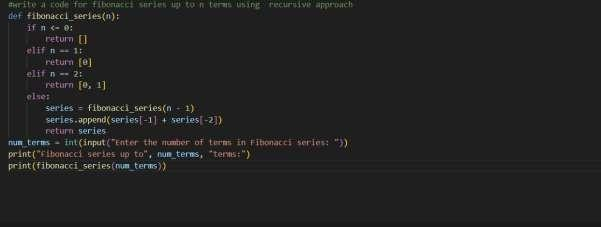 #write a code for fibonacci series up to n terms using  recursive approach
def fibonacci_series(n):
    if n <= 0:
        return []
    elif n == 1:
        return [0]
    elif n == 2:
        return [0, 1]
    else:
        series = fibonacci_series(n - 1)
        series.append(series[-1] + series[-2])
        return series
num_terms = int(input("Enter the number of terms in Fibonacci series: "))
print("Fibonacci series up to", num_terms, "terms:")
print(fibonacci_series(num_terms))